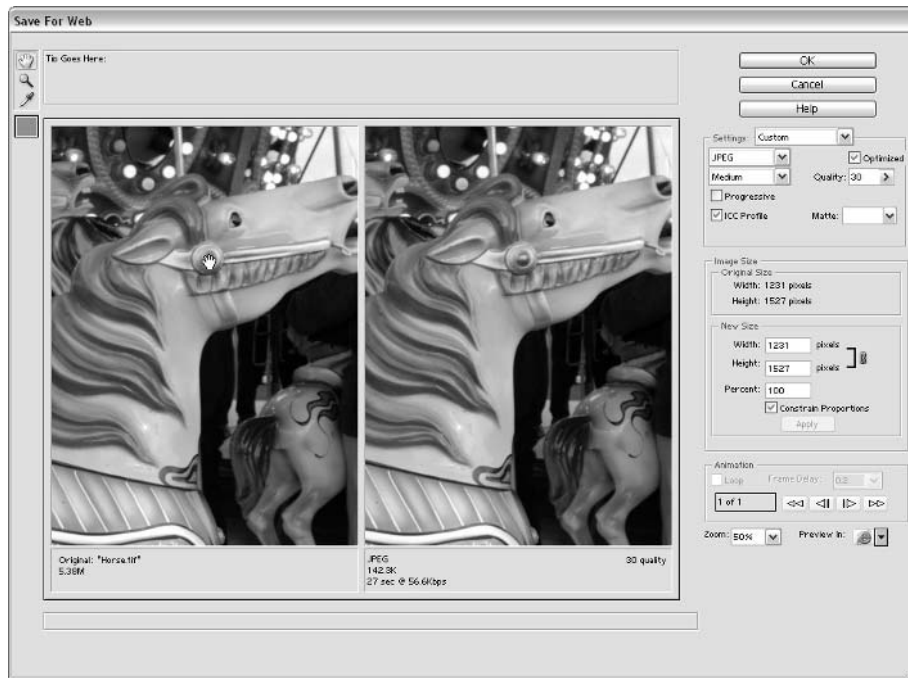 Save For Web
Tip Goes Here:
OK
Cancel
Help
Settings: Custom
JPEG
Optimized
Medium
Quality: 30
Progressive
ICC Profile
Matte:
Image Size
Original Size
Width: 1231 pixels
Height: 1527 pixels
New Size
Width: 1231 pixels
Height: 1527 pixels
Percent: 100
Constrain Proportions
Apply
Animation
Loop
Frame Delay: 0.2
1 of 1
Zoom: 50%
Preview In:
Original: "Horse.tif"
5.38M
JPEG
30 quality
142.3K
27 sec @ 56.6Kbps